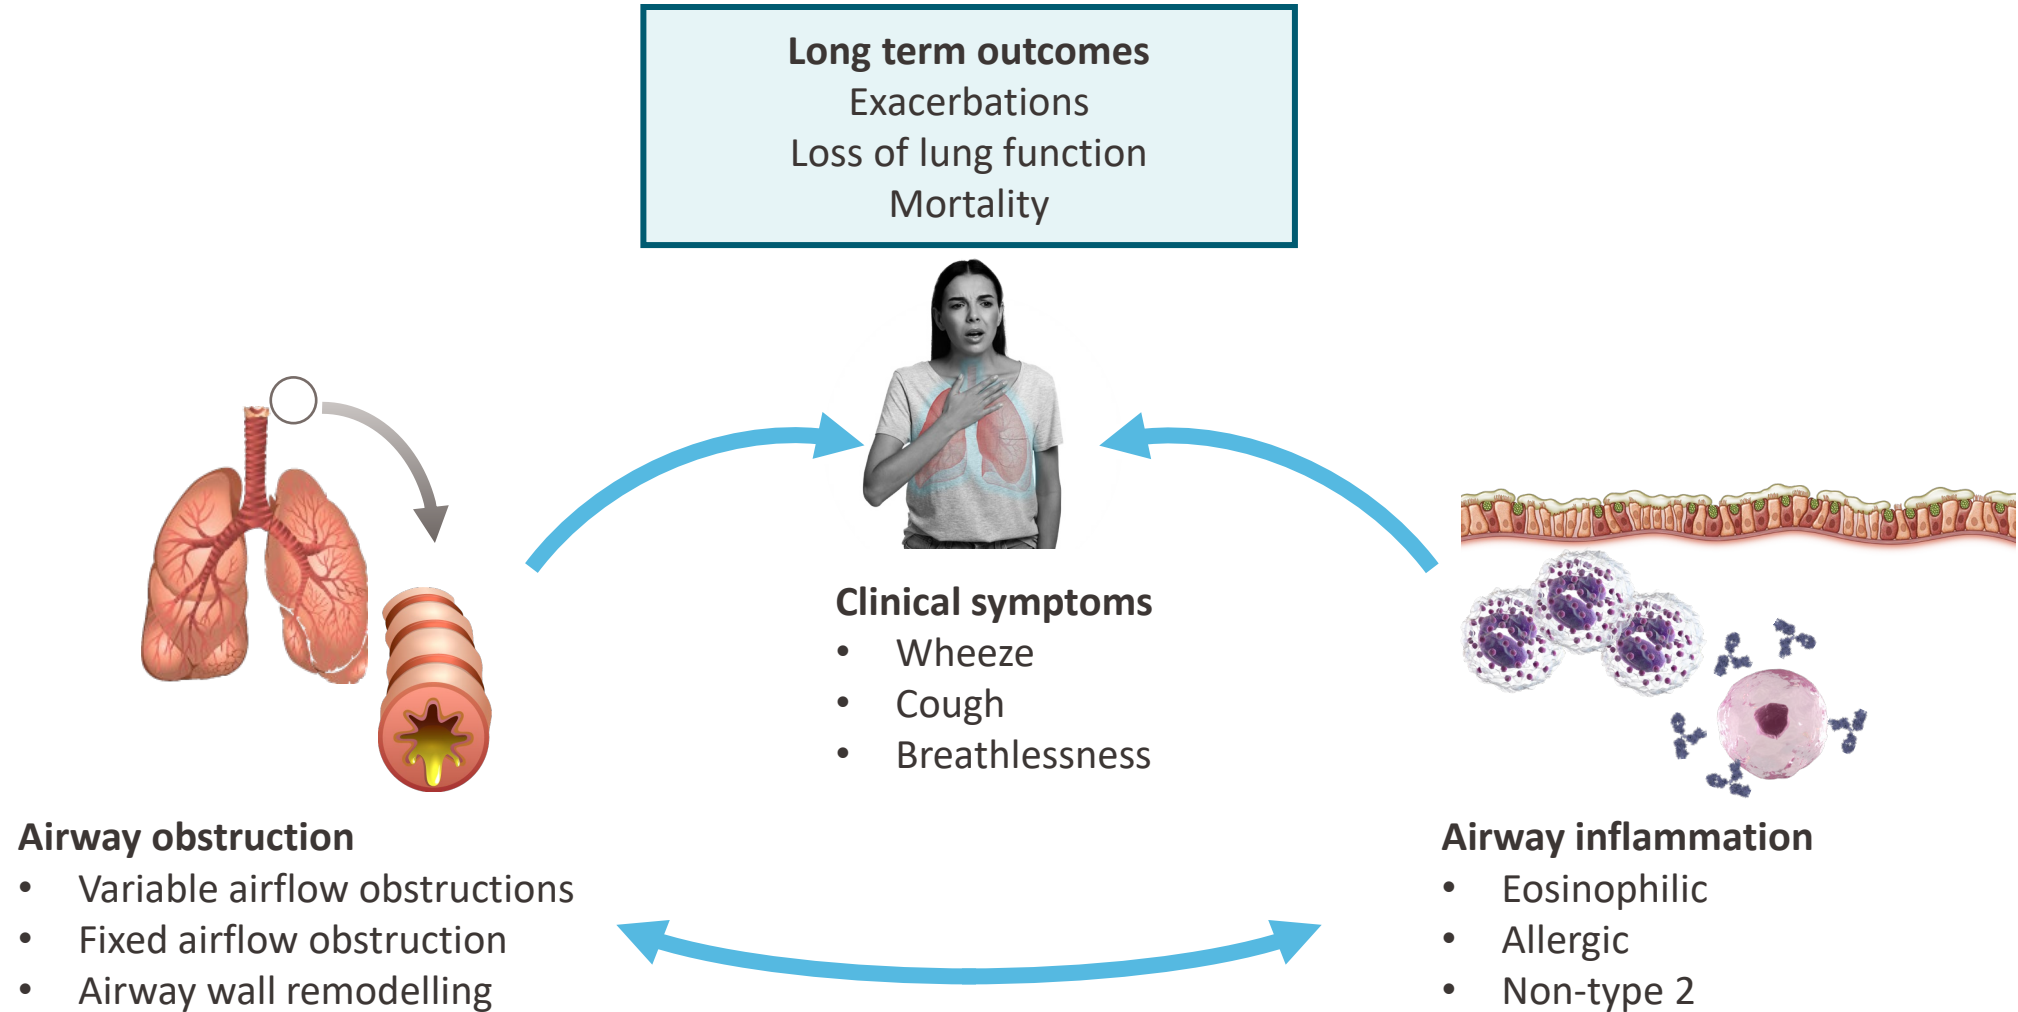 Long term outcomes
Exacerbations
Loss of lung function
Mortality
Clinical symptoms
• Wheeze
• Cough
• Breathlessness
Airway obstruction
• Variable airflow obstructions
• Fixed airflow obstruction
• Airway wall remodelling
Airway inflammation
• Eosinophilic
• Allergic
• Non-type 2